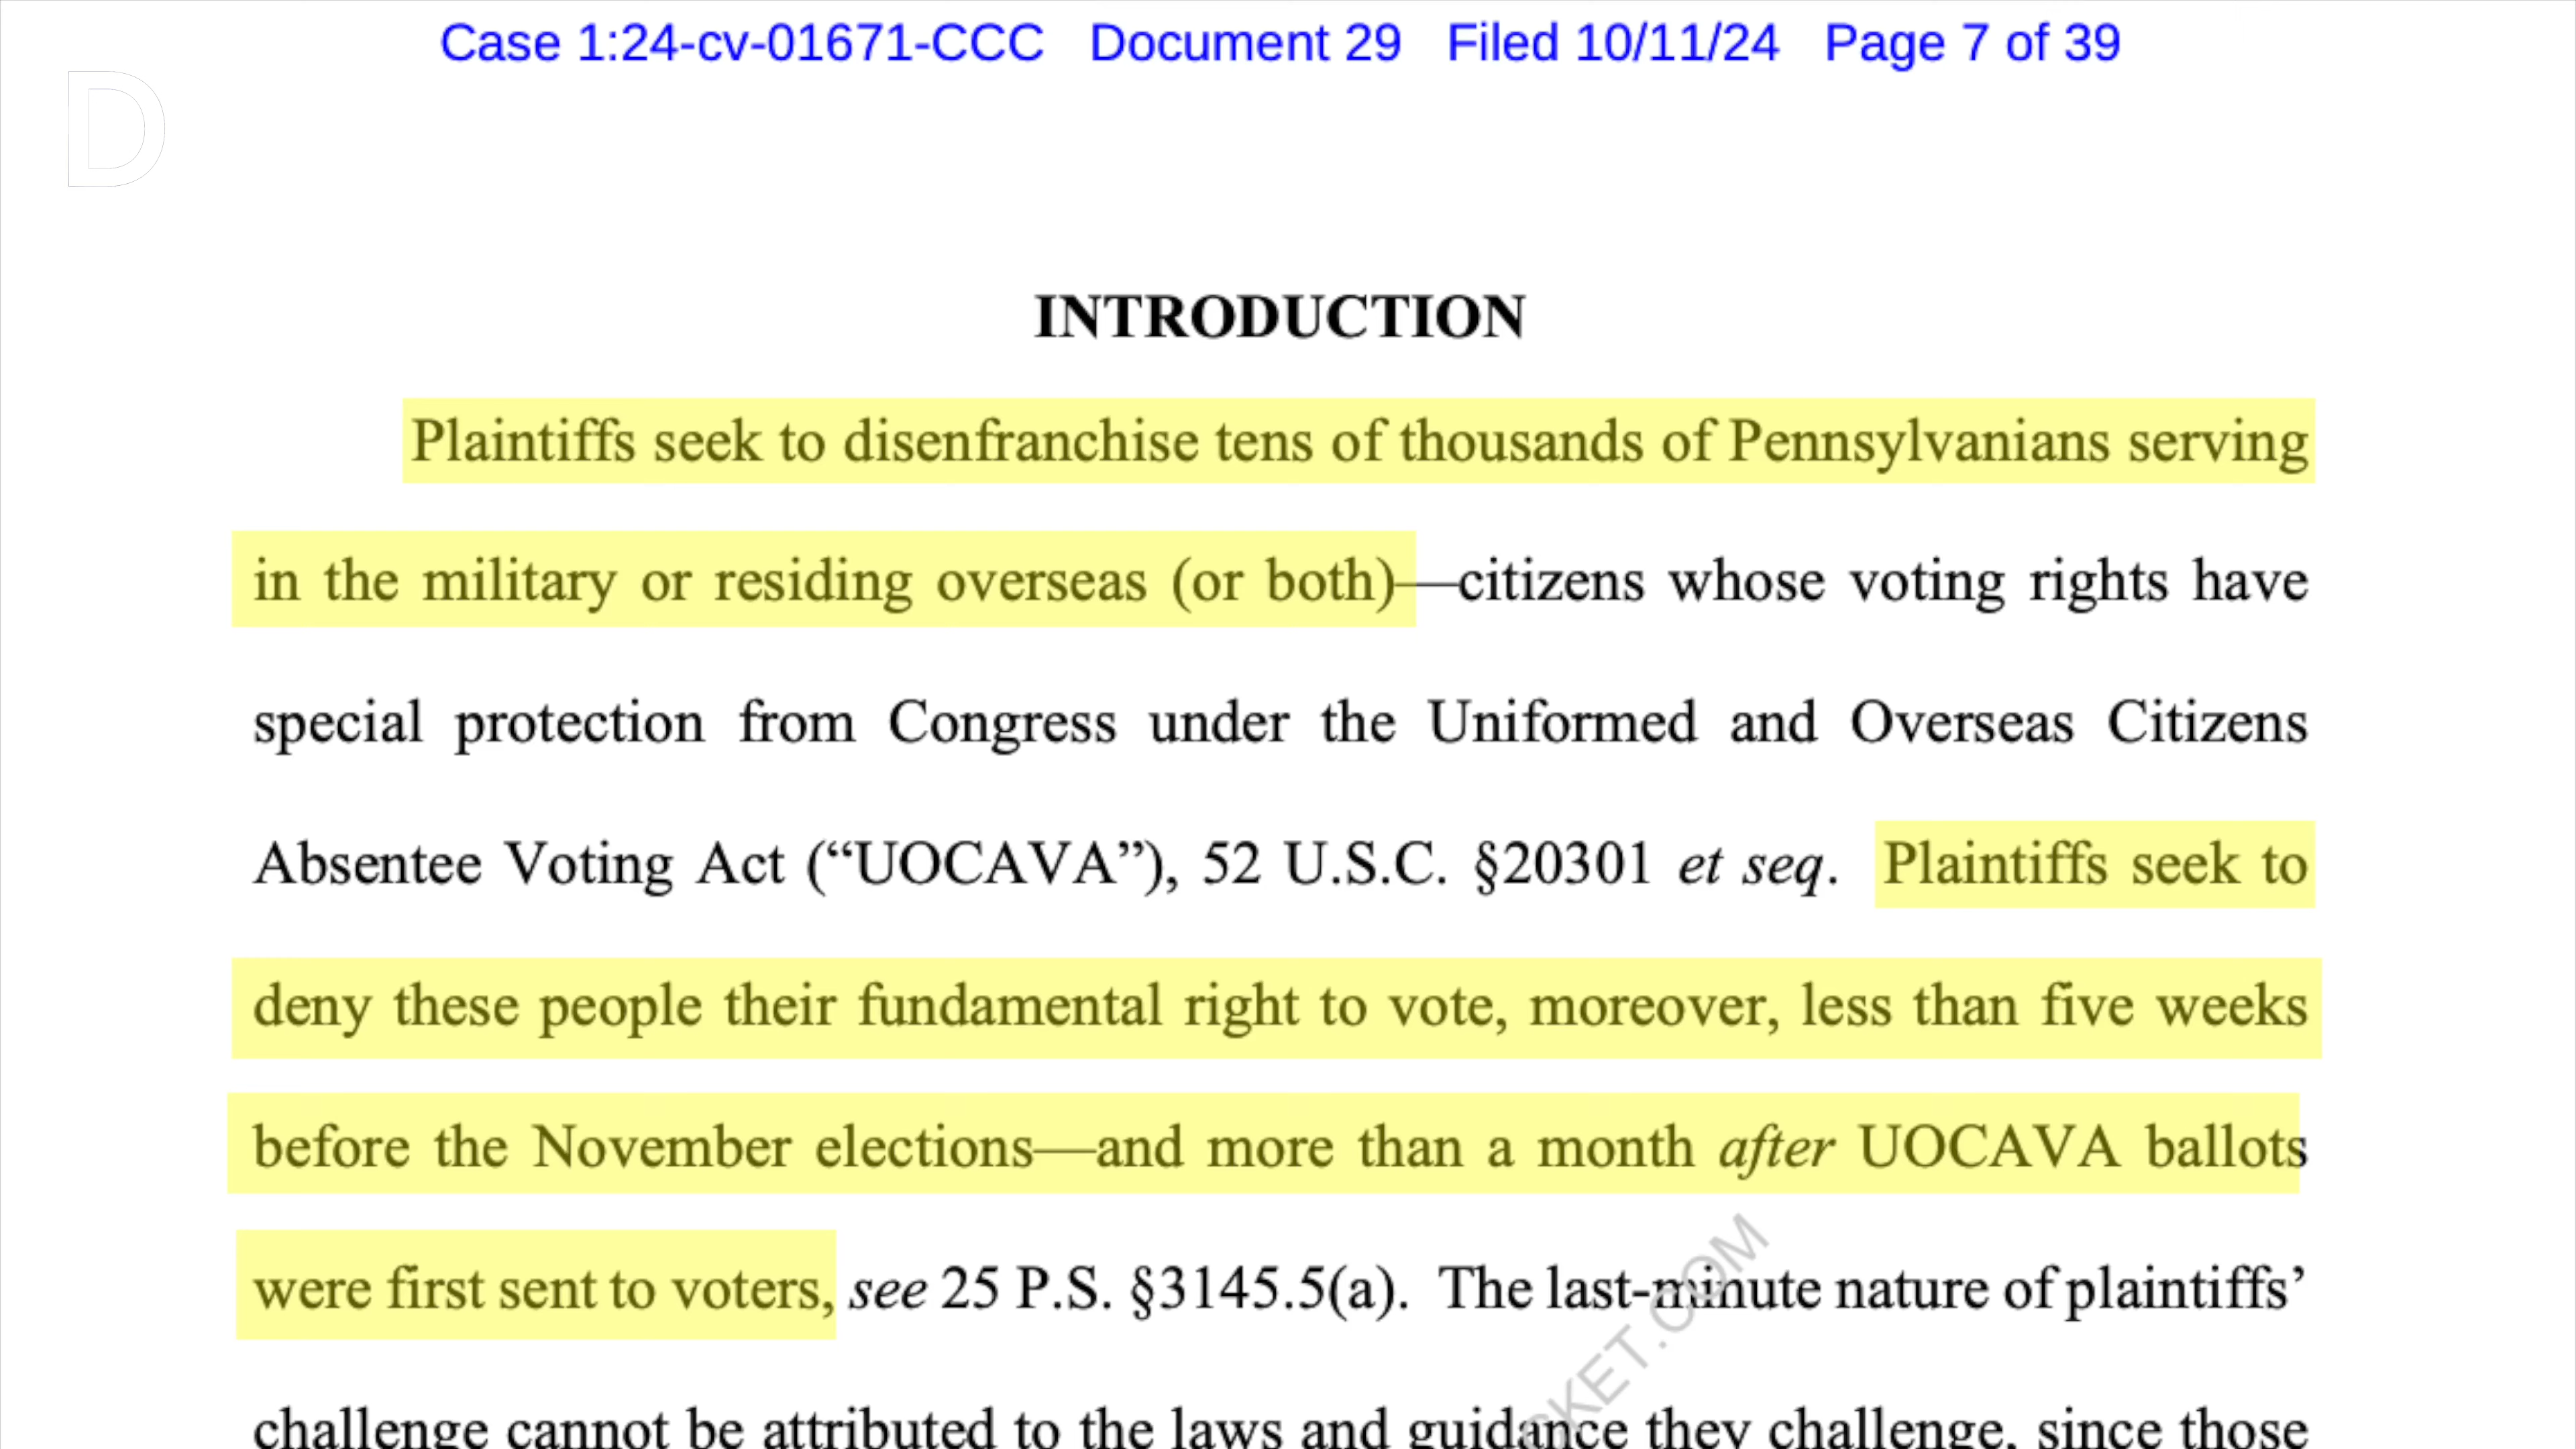 Case 1:24-cv-01671-CCC Document 29 Filed 10/11/24 Page 7 of 39
D
INTRODUCTION
Plaintiffs seek to disenfranchise tens of thousands of Pennsylvanians serving
in the military or residing overseas (or both)—citizens whose voting rights have
special protection from Congress under the Uniformed and Overseas Citizens
Absentee Voting Act (“UOCAVA”), 52 U.S.C. §20301 et seq. Plaintiffs seek to
deny these people their fundamental right to vote, moreover, less than five weeks
before the November elections—and more than a month after UOCAVA ballots
were first sent to voters, see 25 P.S. §3145.5(a). The last-minute nature of plaintiffs’
challenge cannot be attributed to the laws and guidance they challenge, since those
CKET.COM